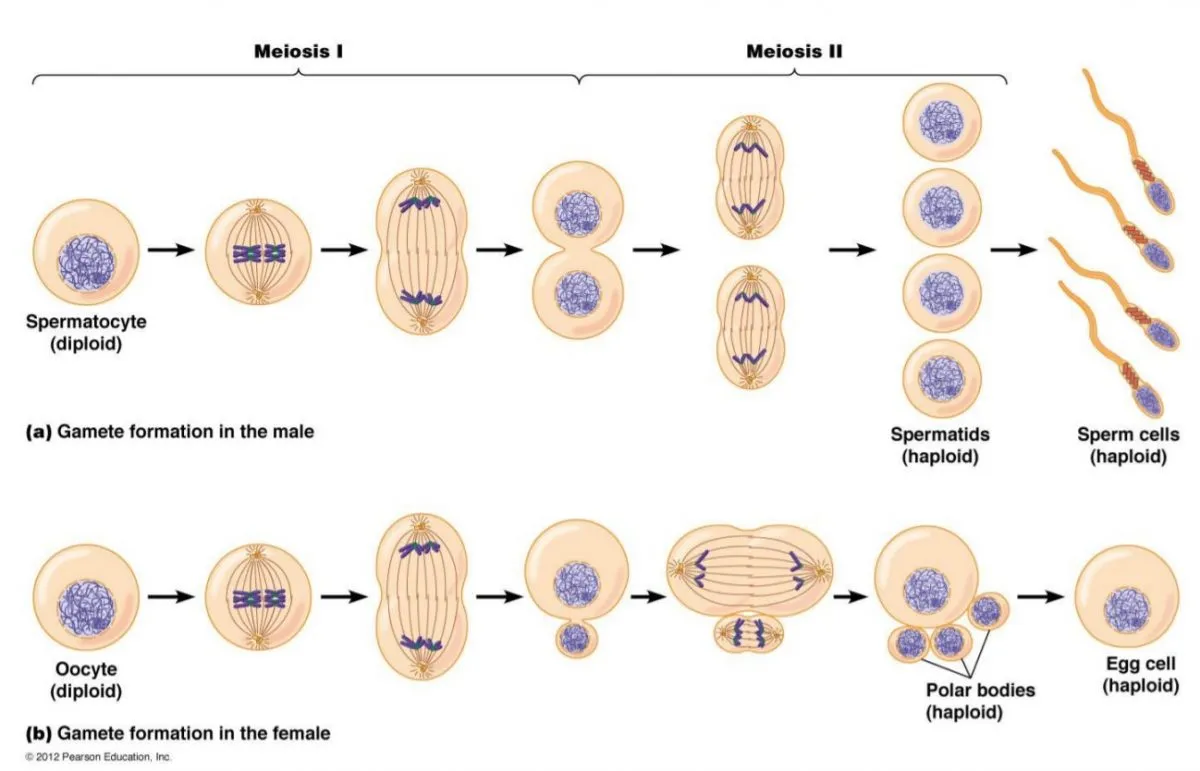 Meiosis I
Meiosis II
Spermatocyte
(diploid)
(a) Gamete formation in the male
Spermatids
(haploid)
Sperm cells
(haploid)
Oocyte
(diploid)
Polar bodies
(haploid)
Egg cell
(haploid)
(b) Gamete formation in the female
© 2012 Pearson Education, Inc